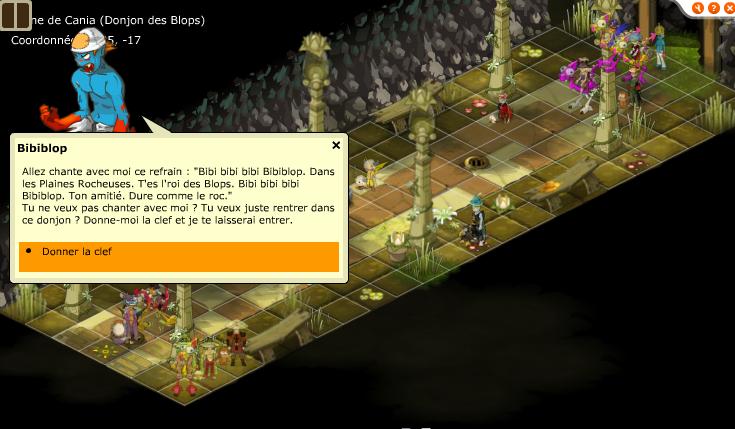 ne de Cania (Donjon des Blops)
Coordonné 5, -17
Bibiblop
Allez chante avec moi ce refrain : "Bibi bibi bibi Bibiblop. Dans
les Plaines Rocheuses. T'es l'roi des Blops. Bibi bibi bibi
Bibiblop. Ton amitié. Dure comme le roc."
Tu ne veux pas chanter avec moi ? Tu veux juste rentrer dans
ce donjon ? Donne-moi la clef et je te laisserai entrer.
Donner la clef